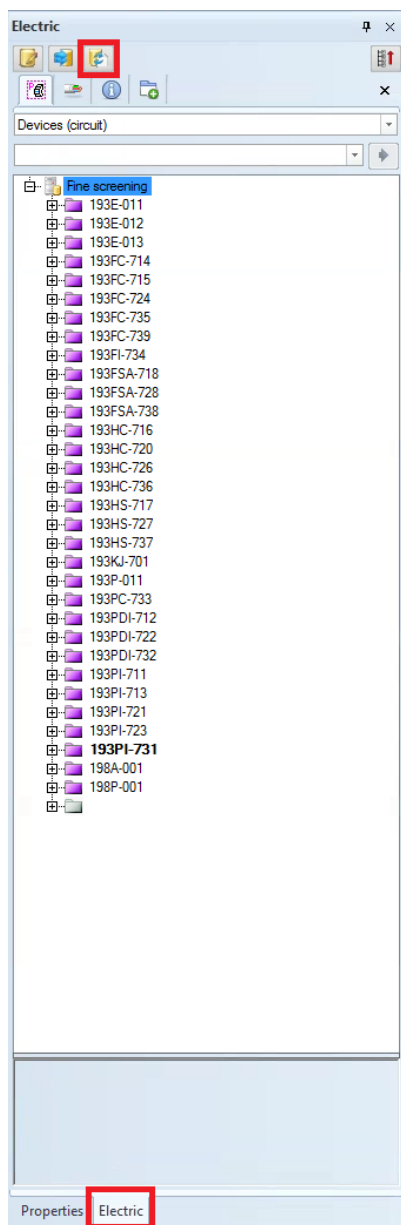 Electric
Devices (circuit)
Fine screening
193E-011
193E-012
193E-013
193FC-714
193FC-715
193FC-724
193FC-735
193FC-739
193FI-734
193FSA-718
193FSA-728
193FSA-738
193HC-716
193HC-720
193HC-726
193HC-736
193HS-717
193HS-727
193HS-737
193KJ-701
193P-011
193PC-733
193PDI-712
193PDI-722
193PDI-732
193PI-711
193PI-713
193PI-721
193PI-723
193PI-731
198A-001
198P-001
Properties Electric